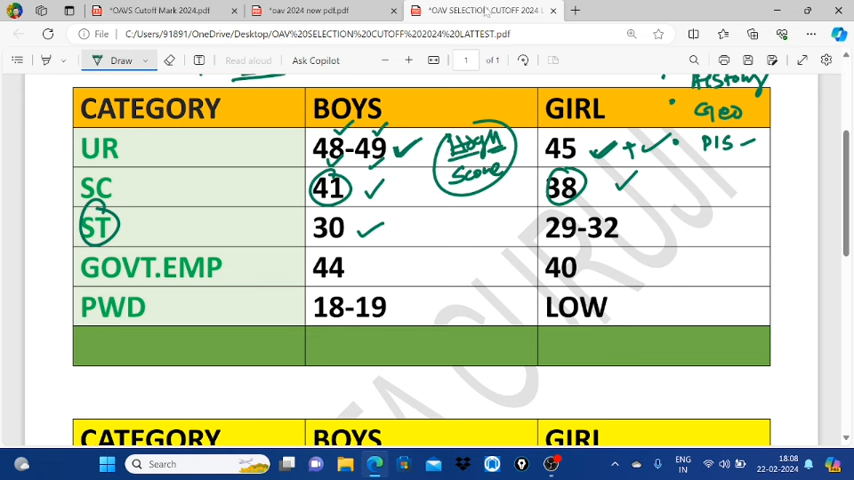 *OAVS Cutoff Mark 2024.pdf
*oav 2024 new pdf.pdf
*OAV SELECTION CUTOFF 2024 L
File
C:/Users/91891/OneDrive/Desktop/OAV%20SELECTION%20CUTOFF%202024%20LATTEST.pdf
Draw
Read aloud
Ask Copilot
1
of 1
History
CATEGORY BOYS GIRL
Geo
UR 48-49 45
High
Score
PIS
SC 41 38
ST 30 29-32
GOVT.EMP 44 40
PWD 18-19 LOW
GURUJI
CATEGORY BOYS GIRL
Search
ENG
IN
18:08
22-02-2024